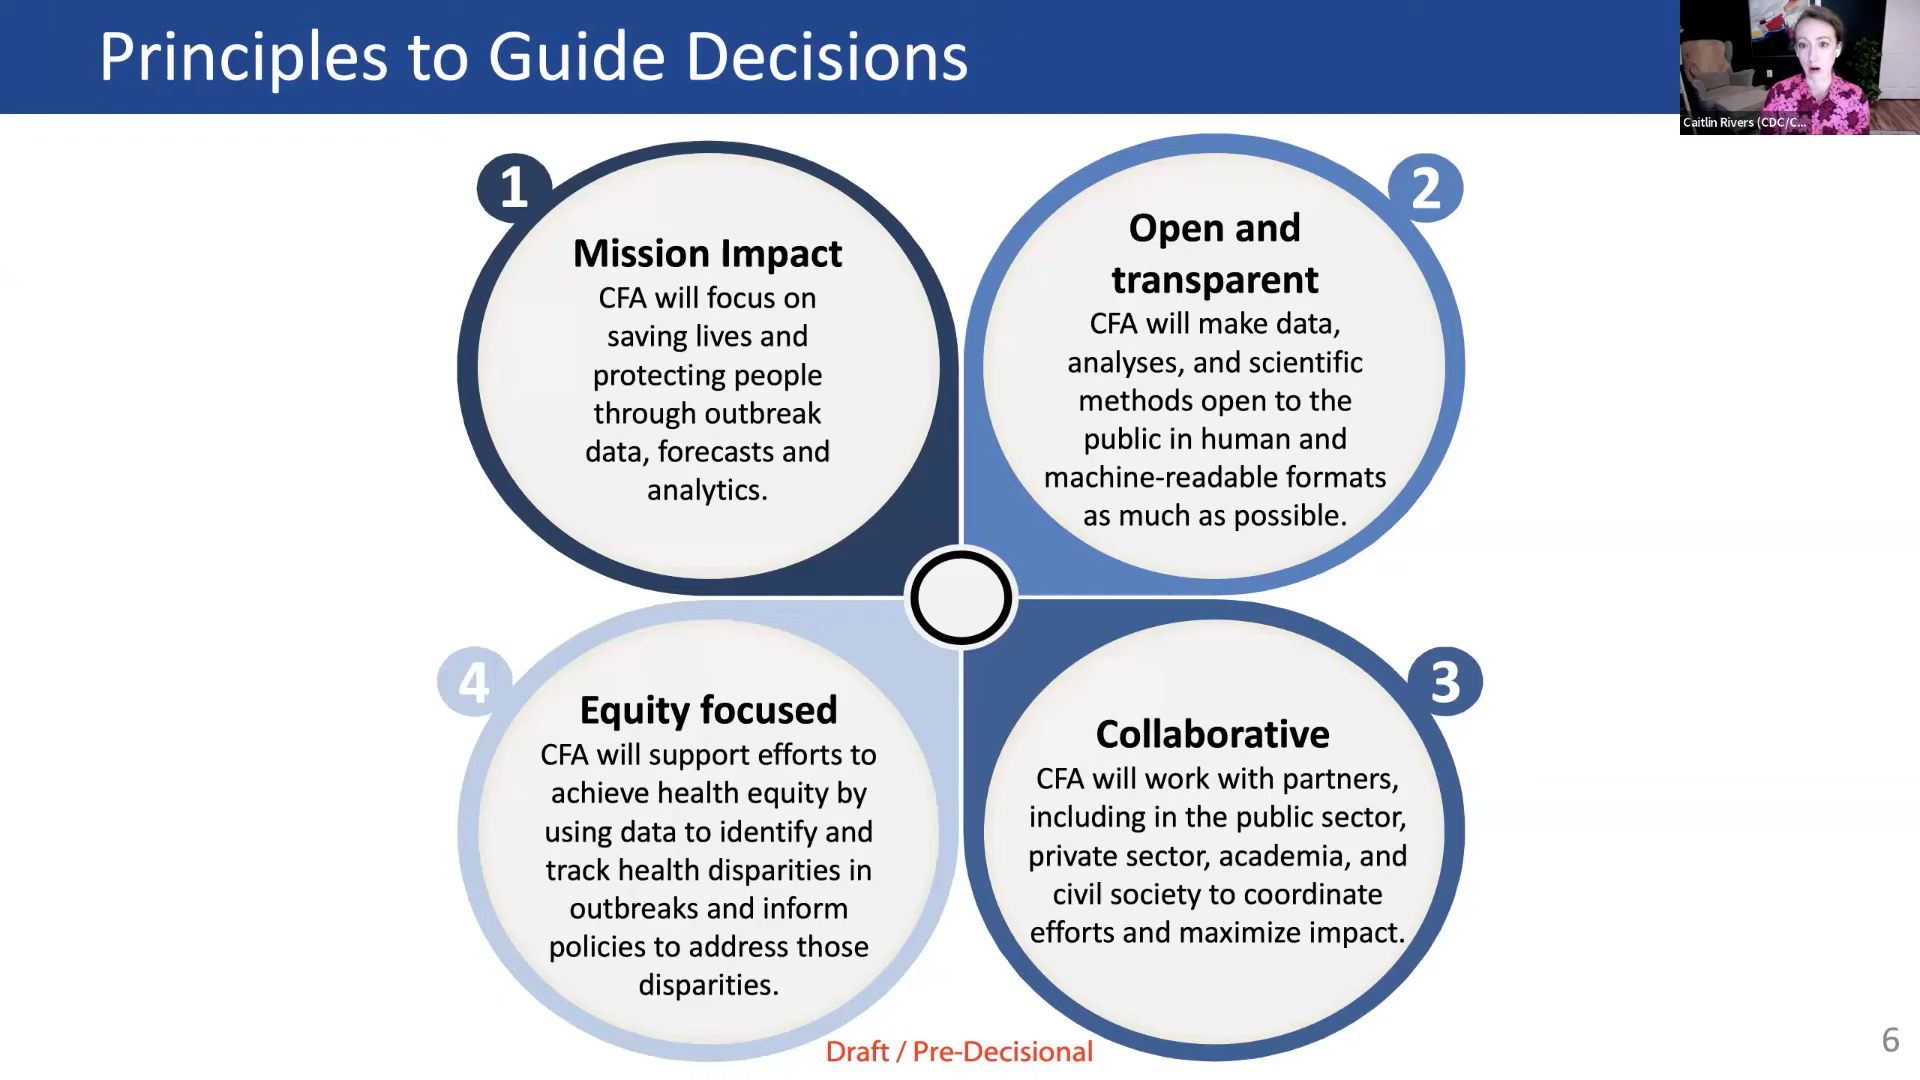 Principles to Guide Decisions
Caitlin Rivers (CDC/C...
1
Mission Impact
CFA will focus on
saving lives and
protecting people
through outbreak
data, forecasts and
analytics.
2
Open and
transparent
CFA will make data,
analyses, and scientific
methods open to the
public in human and
machine-readable formats
as much as possible.
3
Collaborative
CFA will work with partners,
including in the public sector,
private sector, academia, and
civil society to coordinate
efforts and maximize impact.
4
Equity focused
CFA will support efforts to
achieve health equity by
using data to identify and
track health disparities in
outbreaks and inform
policies to address those
disparities.
Draft / Pre-Decisional
6